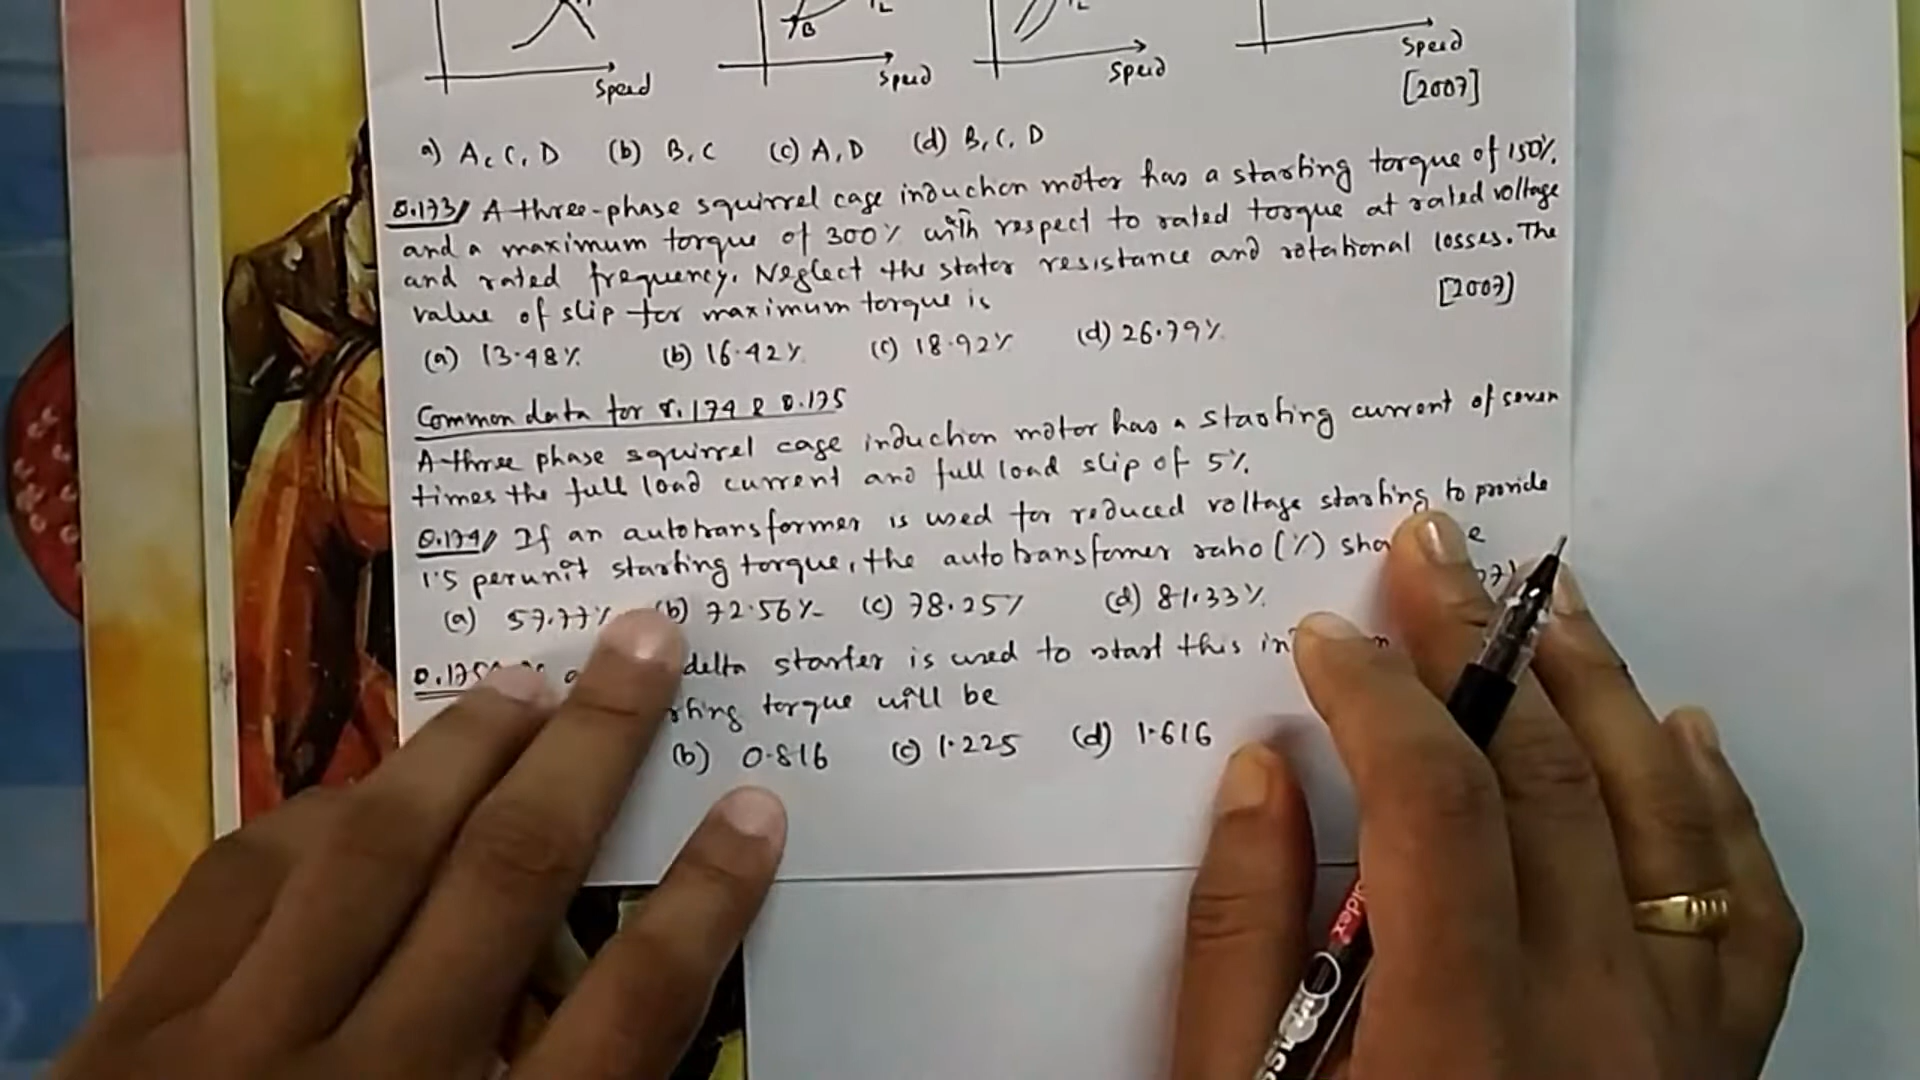 TB
Speed
Speed
Speed
Speed
[2007]
a) A, C, D (b) B, C (c) A, D (d) B, C, D
Q.173/ A three-phase squirrel cage induction motor has a starting torque of 150%
and a maximum torque of 300% with respect to rated torque at rated voltage
and rated frequency. Neglect the stator resistance and rotational losses. The
value of slip for maximum torque is [2007]
(a) 13.48% (b) 16.42% (c) 18.92% (d) 26.79%
Common data for Q.174 & Q.175
A three phase squirrel cage induction motor has a starting current of seven
times the full load current and full load slip of 5%.
Q.174/ If an autotransformer is used for reduced voltage starting to provide
1.5 perunit starting torque, the autotransfomer ratio (%) sho
(a) 57.77% (b) 72.56% (c) 78.25% (d) 81.33%
Q.175 delta starter is used to start this in
torque will be
(b) 0.816 (c) 1.225 (d) 1.616